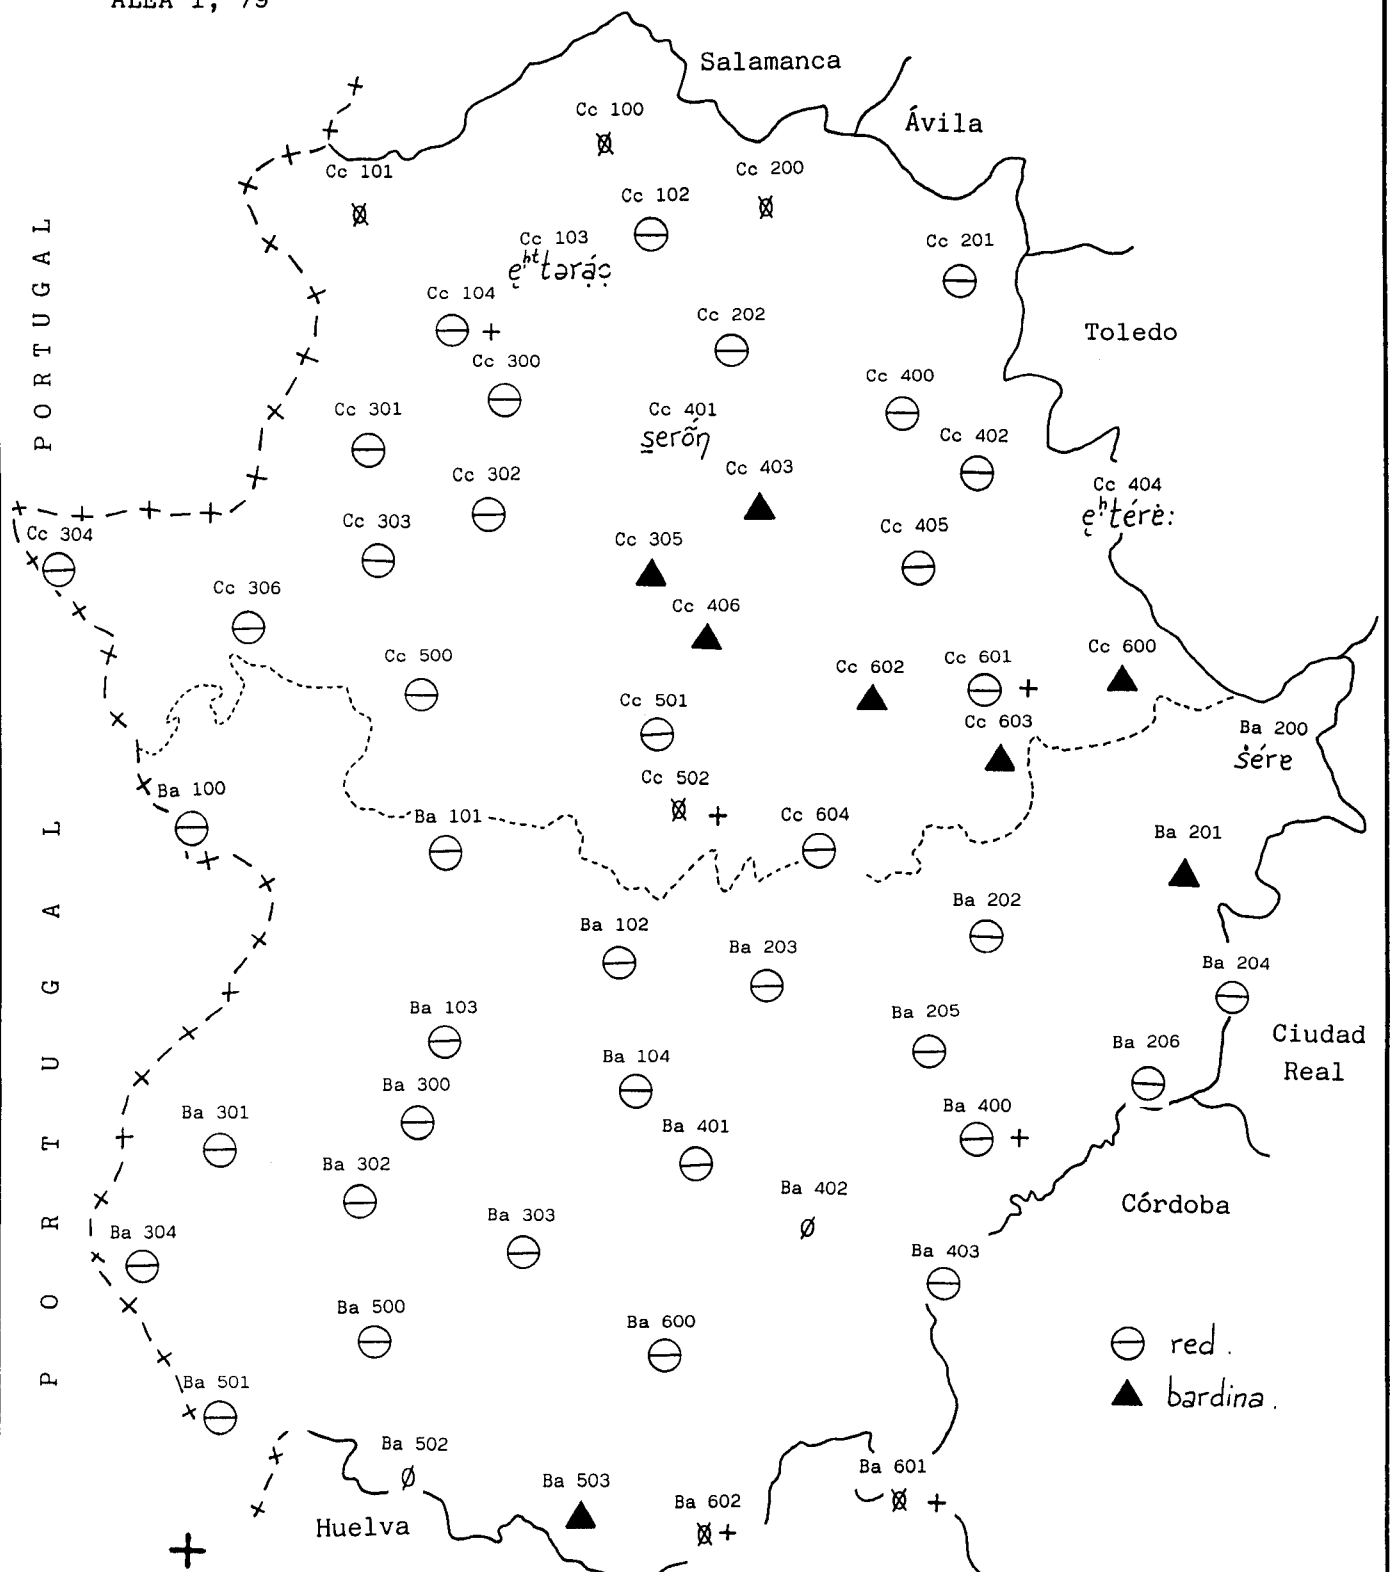 ALEA I, 79
Salamanca
Cc 100
Ávila
Cc 101
Cc 200
Cc 102
Cc 103
Cc 201
Cc 104
Cc 202
Toledo
Cc 300
Cc 400
Cc 301
Cc 401
serõŋ
Cc 402
Cc 403
Cc 302
Cc 404
Cc 303
Cc 405
Cc 304
Cc 305
Cc 306
Cc 406
Cc 500
Cc 602
Cc 601
Cc 600
Cc 501
Cc 603
Ba 200
Cc 502
Ba 100
Ba 101
Cc 604
Ba 201
Ba 202
Ba 102
Ba 203
Ba 204
Ba 103
Ba 205
Ciudad
Real
Ba 206
Ba 104
Ba 300
Ba 301
Ba 400
Ba 401
Ba 302
Ba 402
Córdoba
Ba 303
Ba 304
Ba 403
Ba 500
Ba 600
red.
Ba 501
bardina.
Ba 502
Ba 503
Ba 601
Ba 602
Huelva
PORTUGAL
PORTUGAL